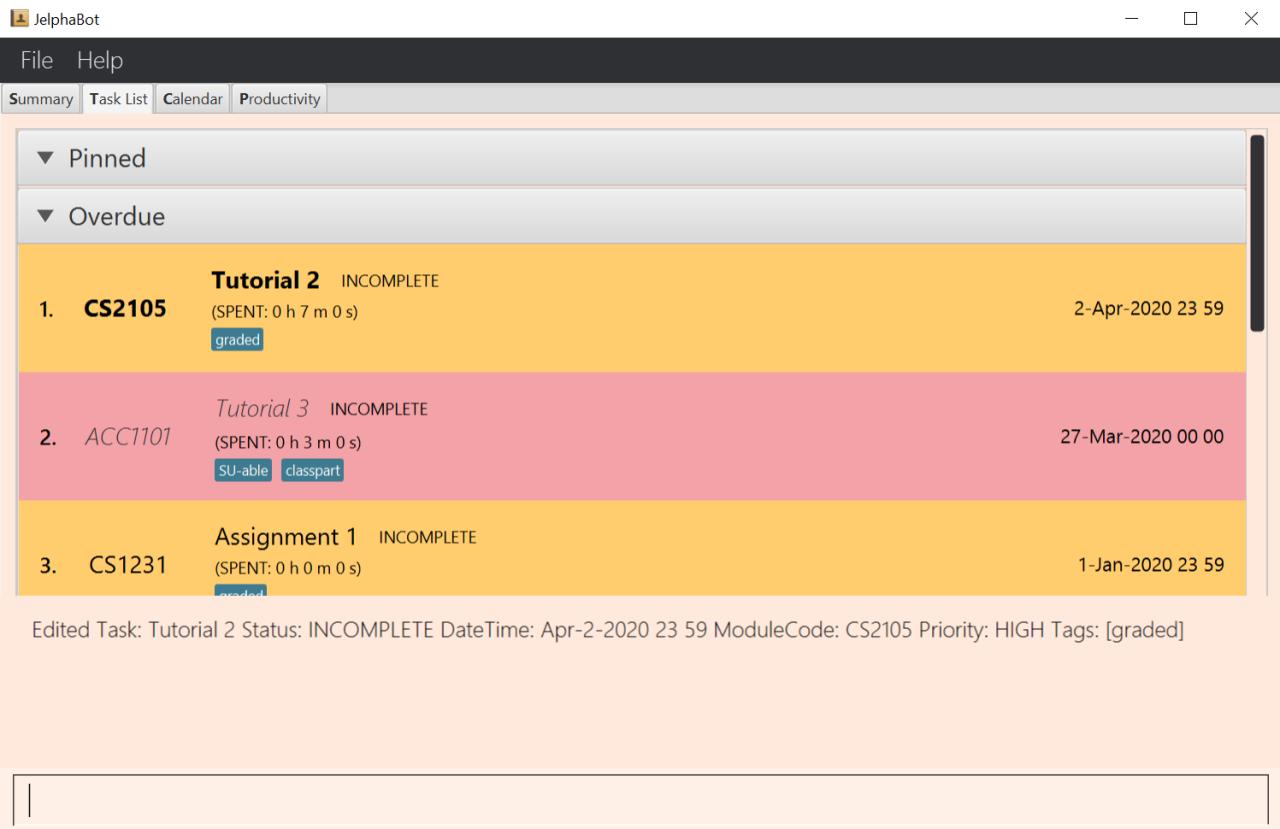 JelphaBot
File Help
Summary Task List Calendar Productivity
Pinned
Overdue
Tutorial 2 INCOMPLETE
1. CS2105 (SPENT: 0 h 7 m 0 s) 2-Apr-2020 23 59
graded
Tutorial 3 INCOMPLETE
2. ACC1101 (SPENT: 0 h 3 m 0 s) 27-Mar-2020 00 00
SU-able classpart
Assignment 1 INCOMPLETE
3. CS1231 (SPENT: 0 h 0 m 0 s) 1-Jan-2020 23 59
graded
Edited Task: Tutorial 2 Status: INCOMPLETE DateTime: Apr-2-2020 23 59 ModuleCode: CS2105 Priority: HIGH Tags: [graded]